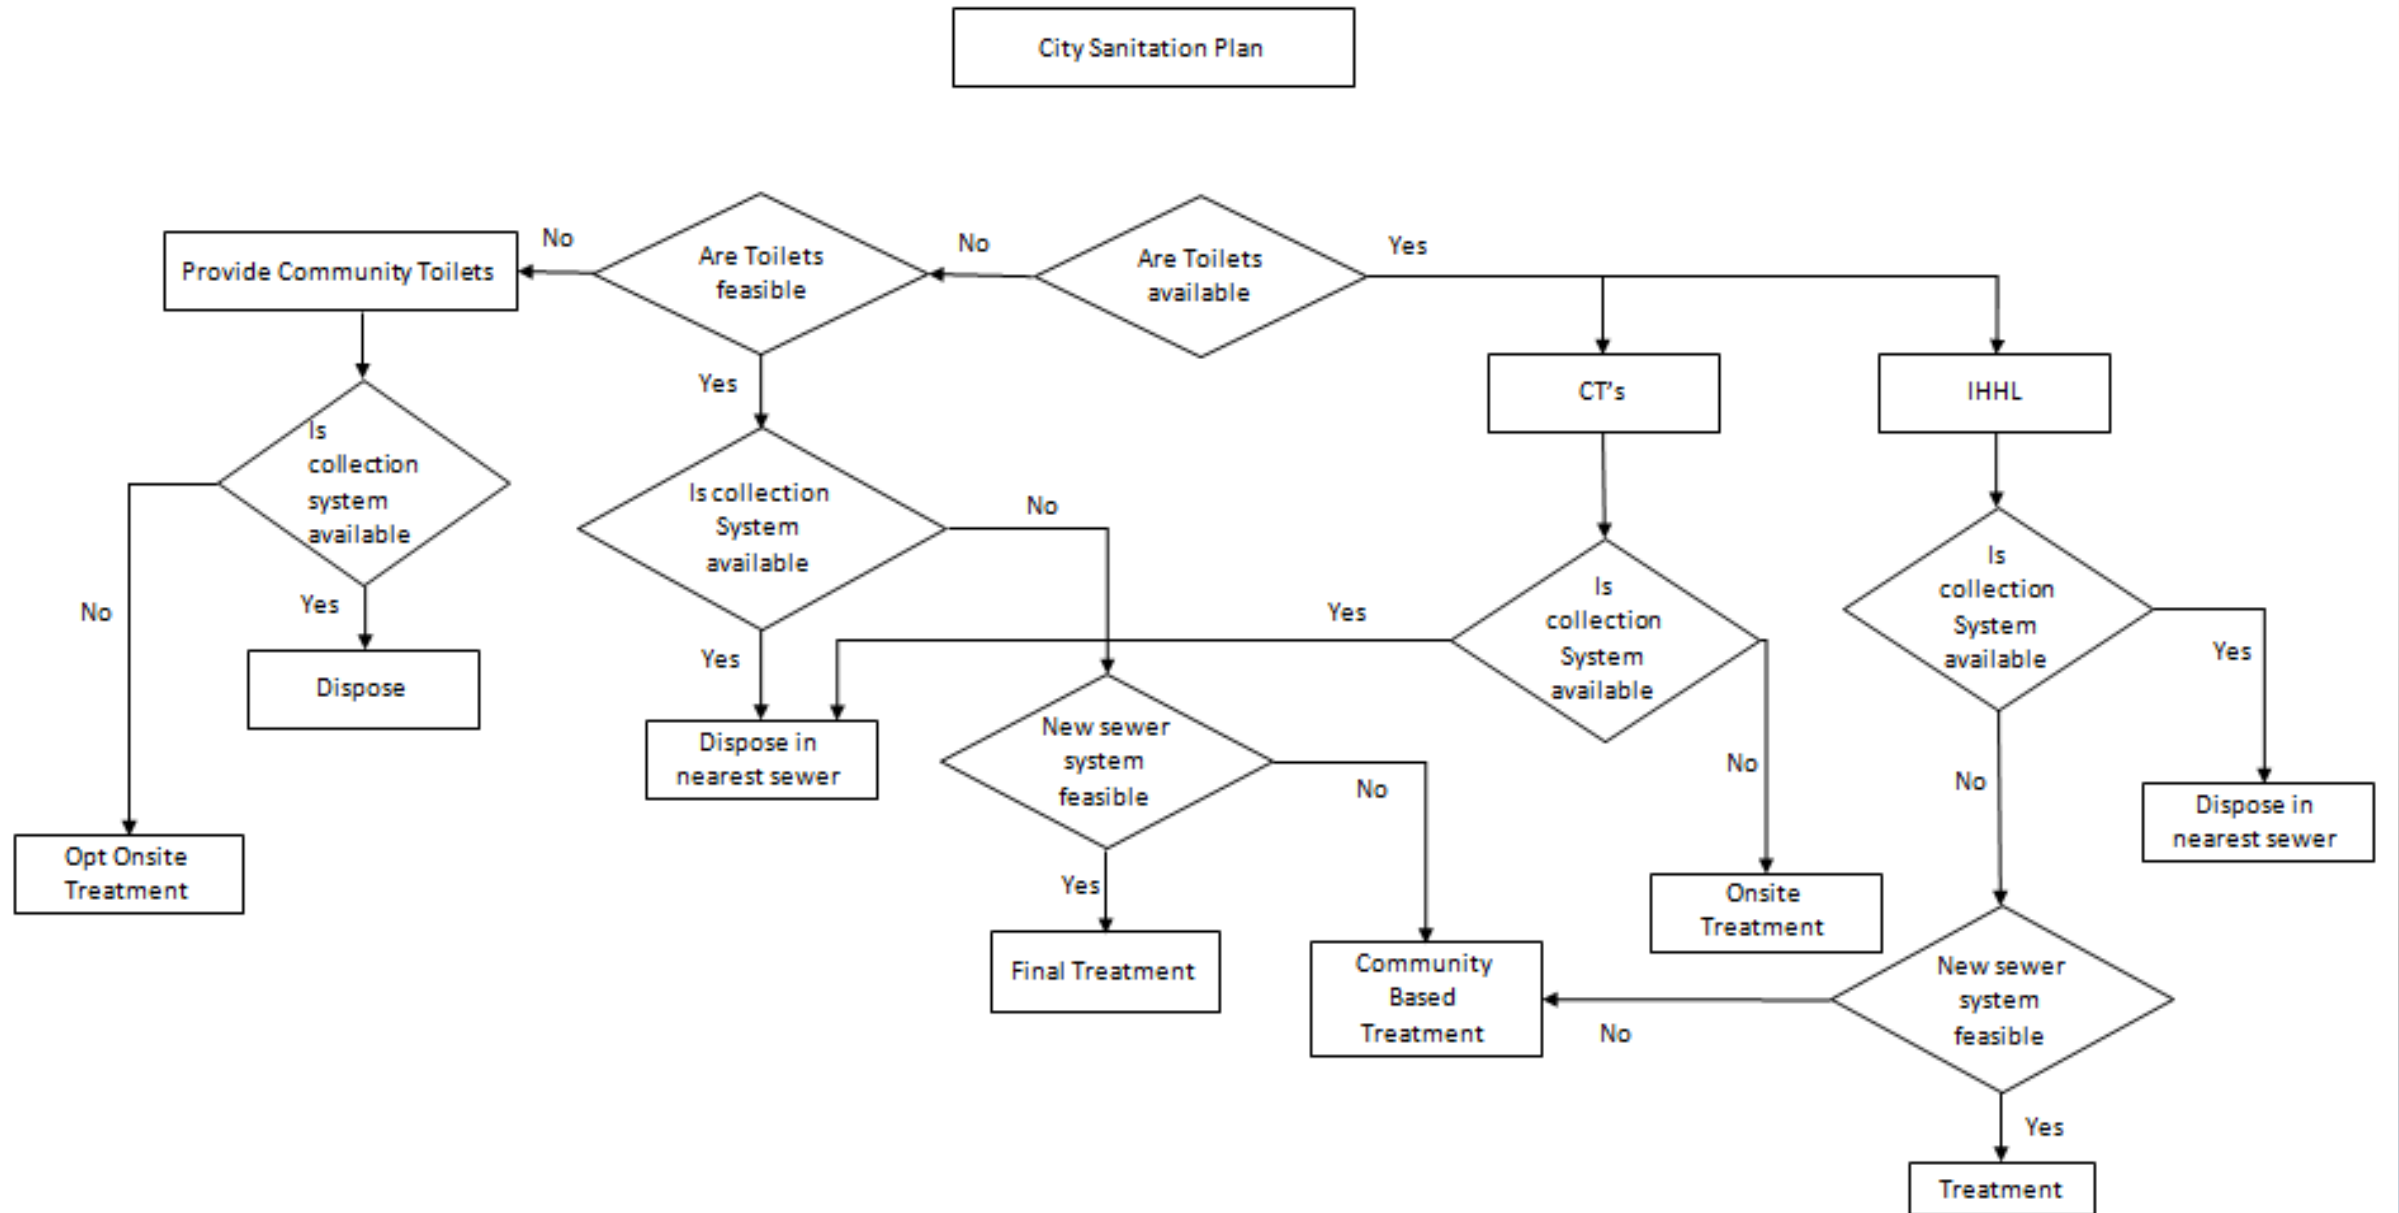 City Sanitation Plan
No
No
Yes
Provide Community Toilets
Are Toilets
feasible
Are Toilets
available
Yes
CT's
IHHL
Is
collection
system
available
Is collection
System
available
No
Is
collection
System
available
Is
collection
System
available
No
Yes
Yes
Yes
Yes
Dispose
Dispose in
nearest sewer
New sewer
system
feasible
No
No
No
Dispose in
nearest sewer
Opt Onsite
Treatment
Yes
Onsite
Treatment
Final Treatment
Community
Based
Treatment
No
New sewer
system
feasible
Yes
Treatment